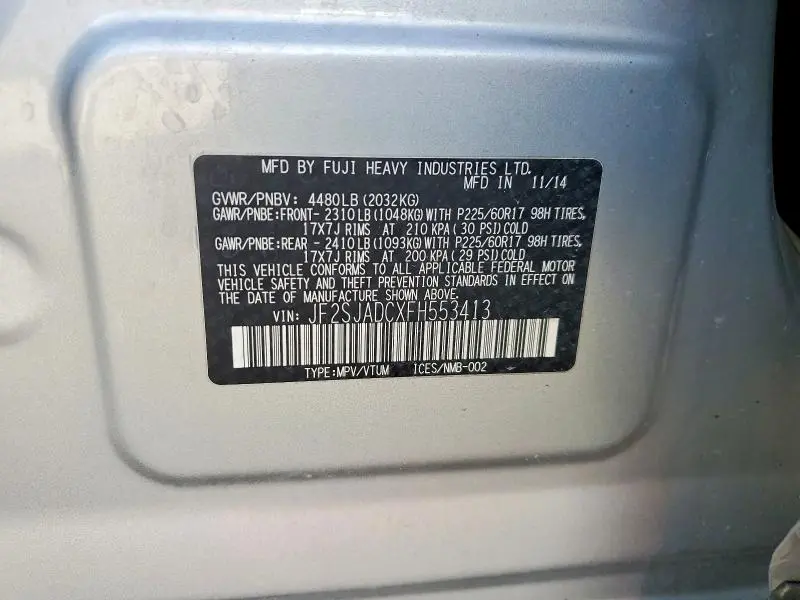 MFD BY FUJI HEAVY INDUSTRIES LTD.
MFD IN 11/14
GVWR/PNBV: 4480LB(2032KG)
GAWR/PNBE:FRONT- 2310LB(1048KG)WITH P225/60R17 98H TIRES,
17X7J RIMS AT 210 KPA( 30 PSI)COLD
GAWR/PNBE:REAR - 2410LB(1093KG)WITH P225/60R17 98H TIRES,
17X7J RIMS AT 200 KPA( 29 PSI)COLD
THIS VEHICLE CONFORMS TO ALL APPLICABLE FEDERAL MOTOR
VEHICLE SAFETY AND THEFT PREVENTION STANDARDS IN EFFECT ON
THE DATE OF MANUFACTURE SHOWN ABOVE.
VIN: JF2SJADCXFH553413
TYPE:MPV/VTUM ICES/NMB-002